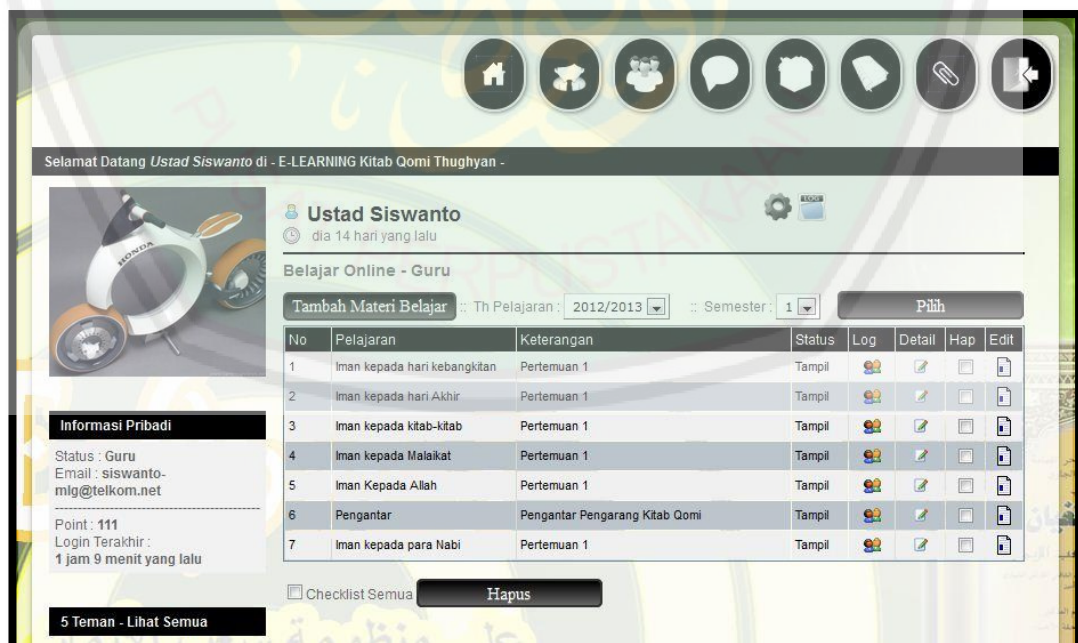 Selamat Datang Ustad Siswanto di - E-LEARNING Kitab Qomi Thughyan -
HONDA
Ustad Siswanto
LOG
dia 14 hari yang lalu
Belajar Online - Guru
Tambah Materi Belajar :: Th Pelajaran : 2012/2013 :: Semester : 1 Pilih
No Pelajaran Keterangan Status Log Detail Hap Edit
1 Iman kepada hari kebangkitan Pertemuan 1 Tampil
2 Iman kepada hari Akhir Pertemuan 1 Tampil
3 Iman kepada kitab-kitab Pertemuan 1 Tampil
4 Iman kepada Malaikat Pertemuan 1 Tampil
5 Iman Kepada Allah Pertemuan 1 Tampil
6 Pengantar Pengantar Pengarang Kitab Qomi Tampil
7 Iman kepada para Nabi Pertemuan 1 Tampil
Checklist Semua Hapus
Informasi Pribadi
Status : Guru
Email : siswanto-
mlg@telkom.net
Point : 111
Login Terakhir :
1 jam 9 menit yang lalu
5 Teman - Lihat Semua
PERPUSTAKAAN